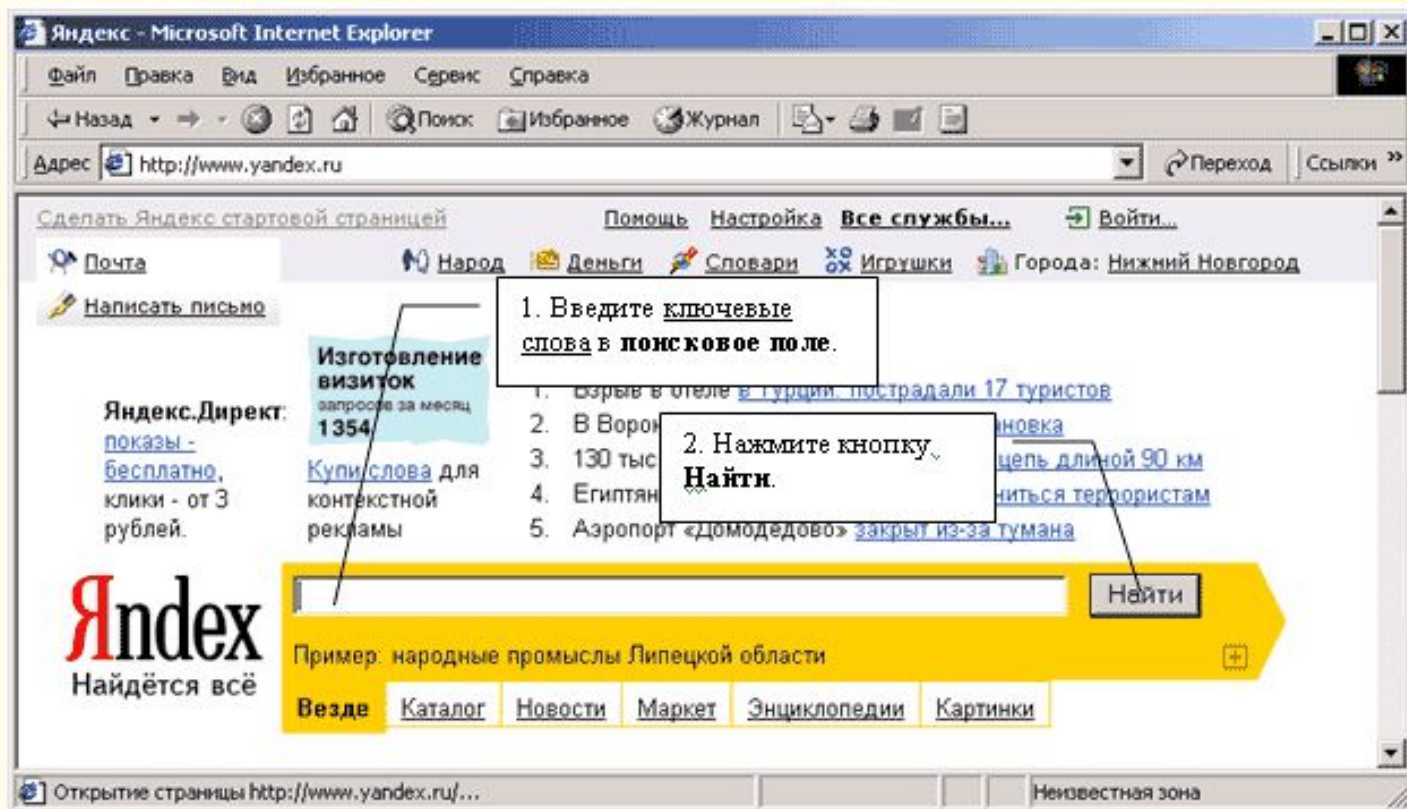 Яндекс - Microsoft Internet Explorer
Файл Правка Вид Избранное Сервис Справка
Назад Поиск Избранное Журнал
Адрес http://www.yandex.ru Переход Ссылки »
Сделать Яндекс стартовой страницей Помощь Настройка Все службы... Войти...
Почта Народ Деньги Словари Игрушки Города: Нижний Новгород
Написать письмо
1. Введите ключевые
слова в поисковое поле.
Изготовление
визиток
запросов за месяц
1354
Яндекс.Директ:
показы -
бесплатно,
клики - от 3
рублей.
Купи слова для
контекстной
рекламы
1. Взрыв в отеле в Турции: пострадали 17 туристов
2. В Ворон
3. 130 тыс цепь длиной 90 км
4. Египтян террористам
5. Аэропорт «Домодедово» закрыт из-за тумана
2. Нажмите кнопку
Найти.
Яndex
Найдётся всё
Найти
Пример: народные промыслы Липецкой области
Везде Каталог Новости Маркет Энциклопедии Картинки
Открытие страницы http://www.yandex.ru/... Неизвестная зона